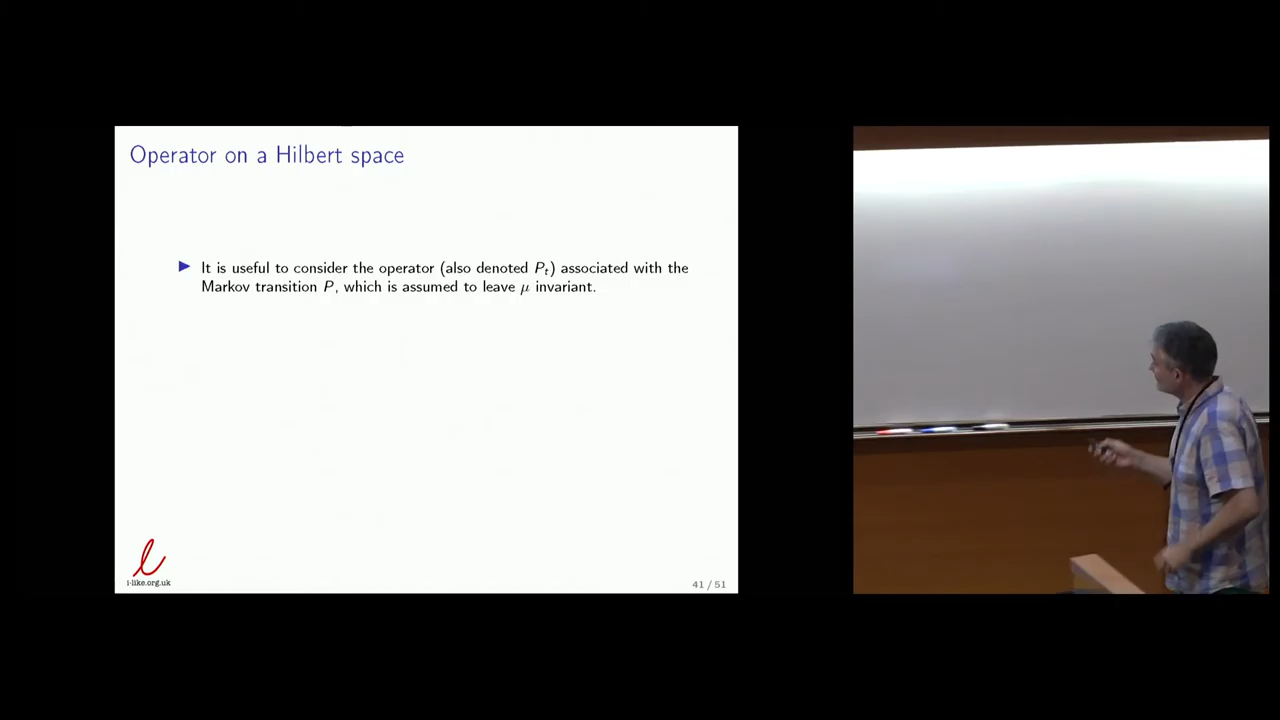 Operator on a Hilbert space
▶ It is useful to consider the operator (also denoted Pₜ) associated with the
Markov transition P, which is assumed to leave μ invariant.
i-like.org.uk
41 / 51